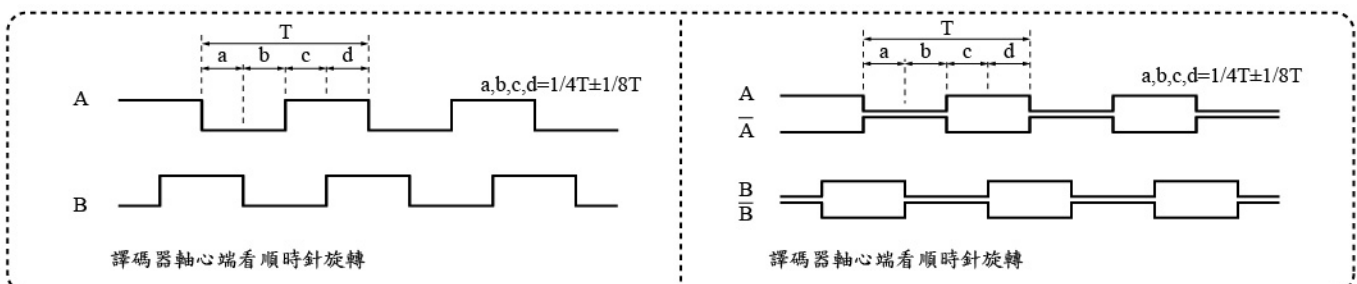 T
a b c d
a,b,c,d=1/4T±1/8T
A
B
譯碼器軸心端看順時針旋轉
T
a b c d
a,b,c,d=1/4T±1/8T
A
A̅
B
B̅
譯碼器軸心端看順時針旋轉